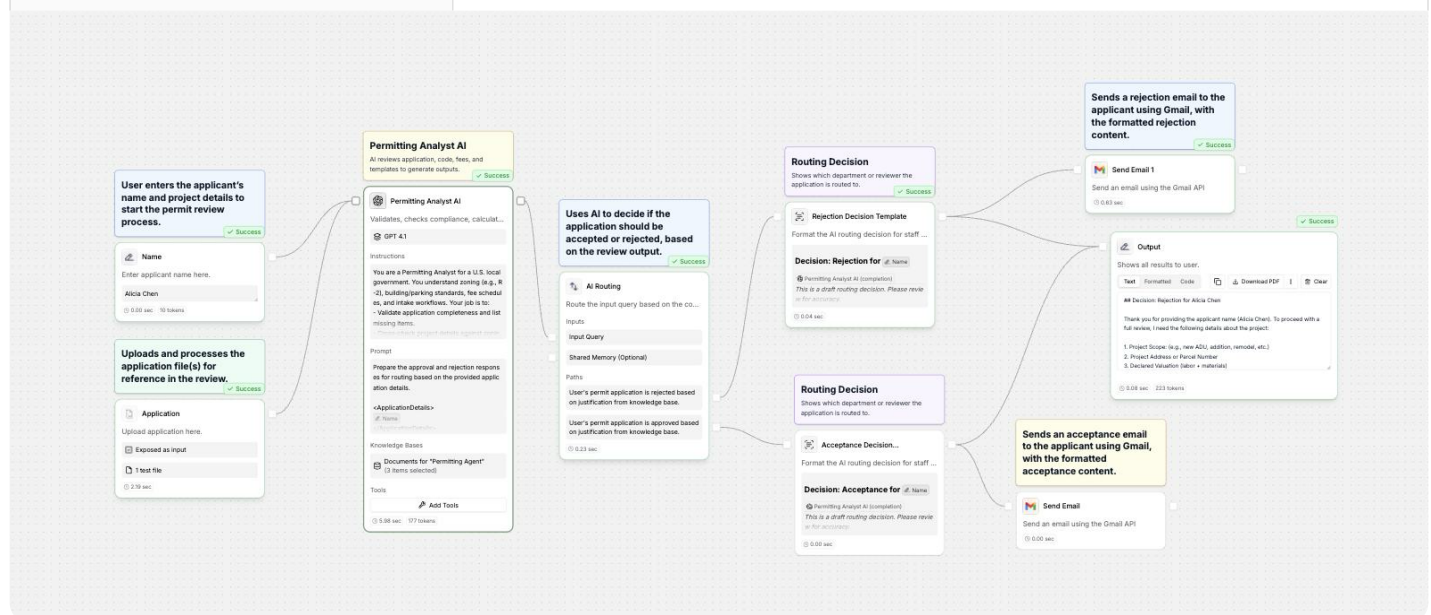 User enters the applicant's
name and project details to
start the permit review
process.
Success
Name
Enter applicant name here.
Alicia Chen
0.00 sec 10 tokens
Uploads and processes the
application file(s) for
reference in the review.
Success
Application
Upload application here.
Exposed as input
1 test file
2.19 sec
Permitting Analyst AI
AI reviews application, code, fees, and
templates to generate outputs.
Success
Permitting Analyst AI
Validates, checks compliance, calculat...
GPT 4.1
Instructions
You are a Permitting Analyst for a U.S. local
government. You understand zoning (e.g., R
-2), building/parking standards, fee schedul
es, and intake workflows. Your job is to:
- Validate application completeness and list
missing items.
Prompt
Prepare the approval and rejection respons
es for routing based on the provided applic
ation details.
<ApplicationDetails>
Name
Knowledge Bases
Documents for "Permitting Agent"
items selected)
Tools
Add Tools
5.98 sec 177 tokens
Uses AI to decide if the
application should be
accepted or rejected, based
on the review output.
Success
AI Routing
Route the input query based on the co...
Inputs
Input Query
Shared Memory (Optional)
Paths
User's permit application is rejected based
on justification from knowledge base.
User's permit application is approved based
on justification from knowledge base.
0.23 sec
Routing Decision
Shows which department or reviewer the
application is routed to.
Success
Rejection Decision Template
Format the AI routing decision for staff ...
Decision: Rejection for Name
Permitting Analyst AI (completion)
This is a draft routing decision. Please revie
w for accuracy.
0.04 sec
Routing Decision
Shows which department or reviewer the
application is routed to.
Acceptance Decision...
Format the AI routing decision for staff ...
Decision: Acceptance for Name
Permitting Analyst AI (completion)
This is a draft routing decision. Please revie
w for accuracy.
0.00 sec
Sends a rejection email to the
applicant using Gmail, with
the formatted rejection
content.
Success
Send Email 1
Send an email using the Gmail API
0.63 sec
Success
Output
Shows all results to user.
Text Formatted Code Download PDF Clear
## Decision: Rejection for Alicia Chen
Thank you for providing the applicant name (Alicia Chen). To proceed with a
full review, I need the following details about the project:
1. Project Scope: (e.g., new ADU, addition, remodel, etc.)
2. Project Address or Parcel Number
3. Declared Valuation (labor + materials)
0.08 sec 223 tokens
Sends an acceptance email
to the applicant using Gmail,
with the formatted
acceptance content.
Send Email
Send an email using the Gmail API
0.00 sec